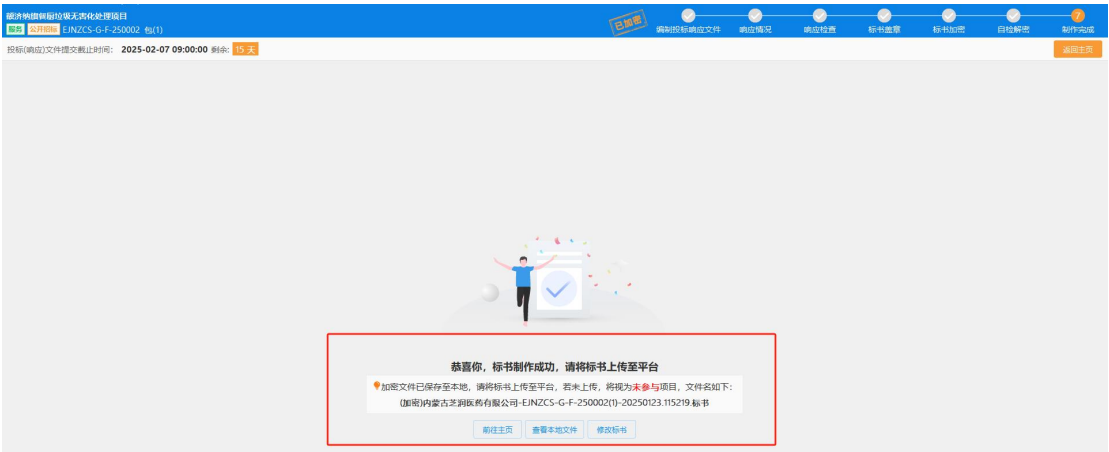 额济纳旗餐厨垃圾无害化处理项目
服务 公开招标 EJNZCS-G-F-250002 包(1)
已加密
编制投标响应文件 响应情况 响应检查 标书盖章 标书加密 自检解密 7 制作完成
投标(响应)文件提交截止时间: 2025-02-07 09:00:00 剩余: 15 天 返回主页
恭喜你，标书制作成功，请将标书上传至平台
加密文件已保存至本地，请将标书上传至平台，若未上传，将视为未参与项目，文件名如下：
(加密)内蒙古芝润医药有限公司-EJNZCS-G-F-250002(1)-20250123.115219.标书
前往主页 查看本地文件 修改标书